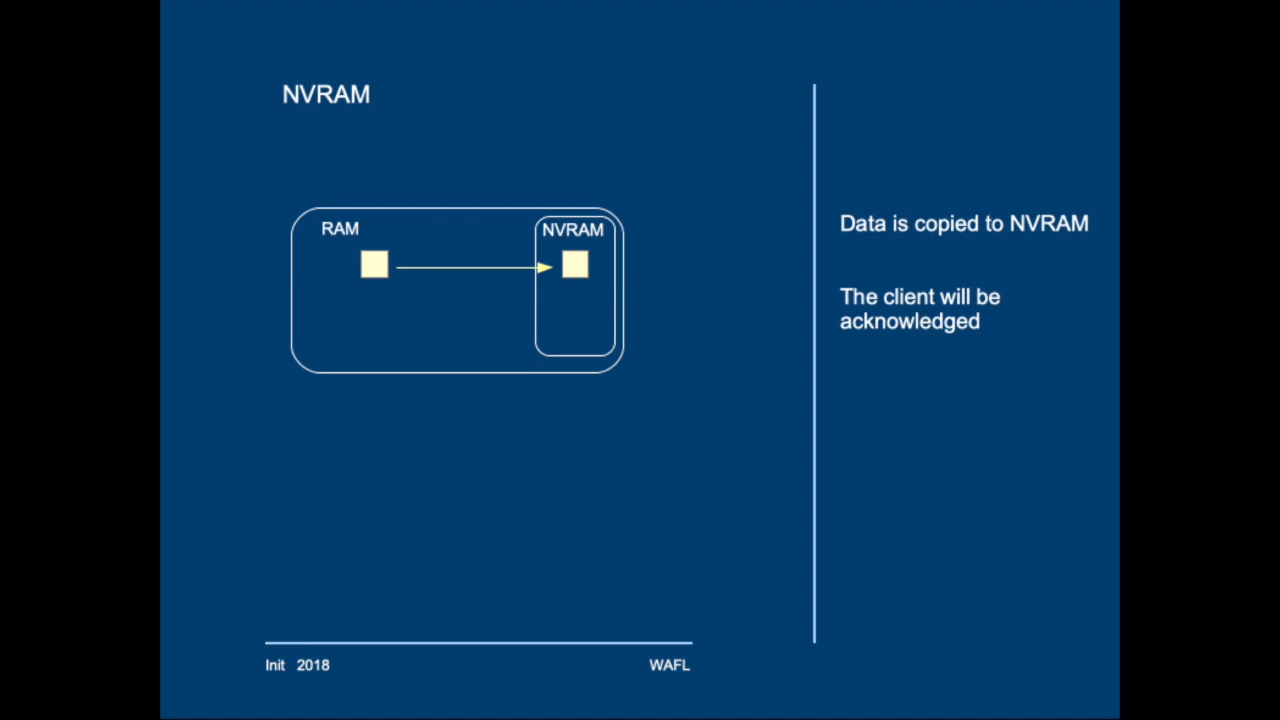 NVRAM
RAM
NVRAM
Data is copied to NVRAM
The client will be
acknowledged
Init 2018
WAFL